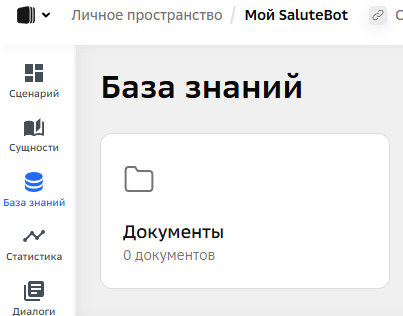 Личное пространство / Мой SaluteBot
База знаний
Сценарий
Сущности
База знаний
Статистика
Диалоги
Документы
0 документов